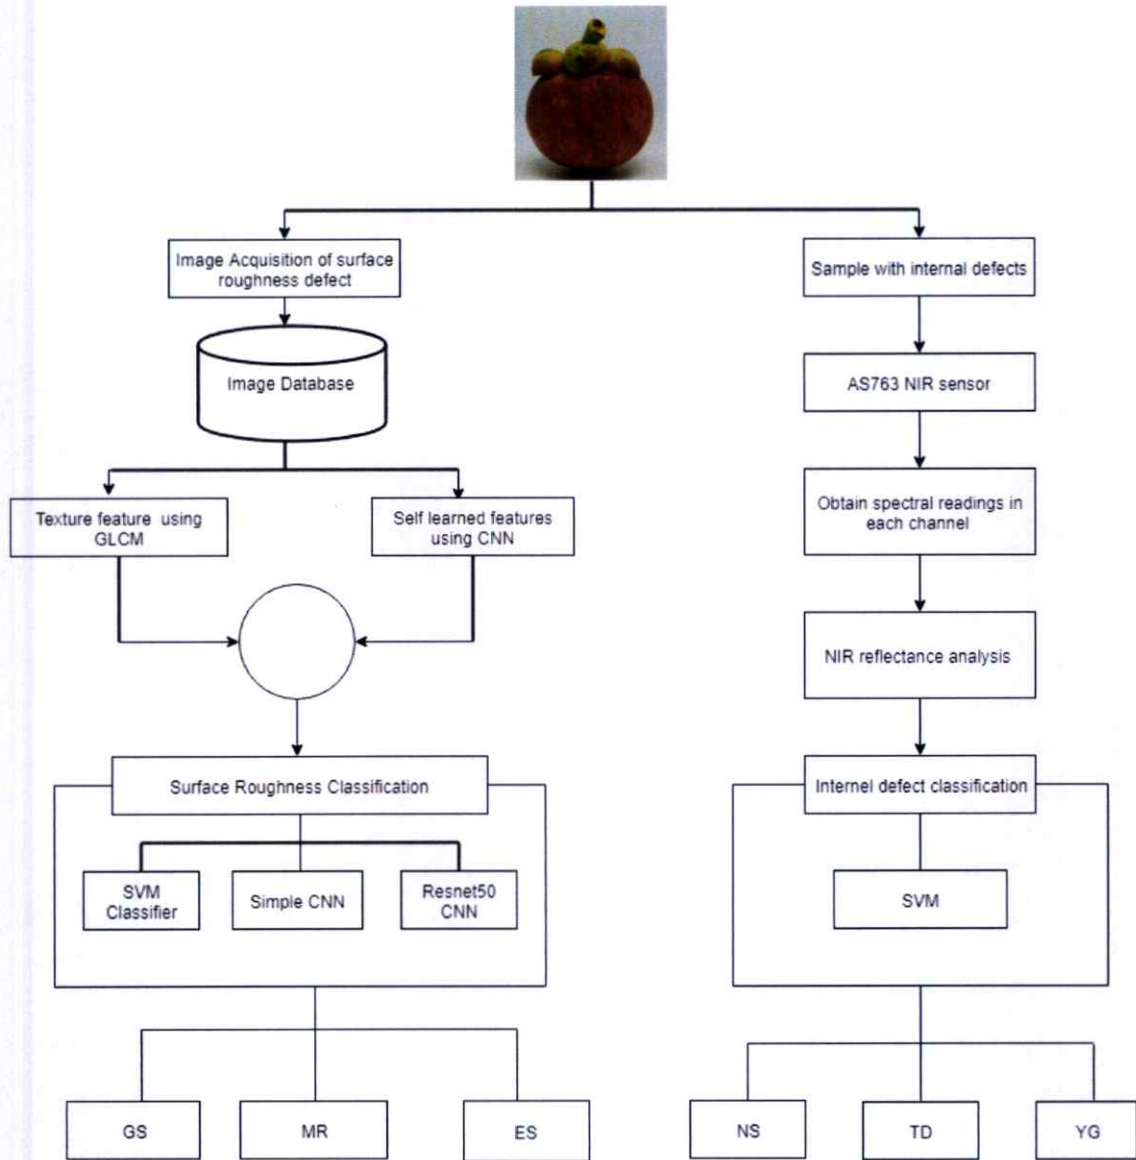 Image Acquisition of surface
roughness defect
Image Database
Texture feature using
GLCM
Self learned features
using CNN
Surface Roughness Classification
SVM
Classifier
Simple CNN
Resnet50
CNN
GS
MR
ES
Sample with internal defects
AS763 NIR sensor
Obtain spectral readings in
each channel
NIR reflectance analysis
Internel defect classification
SVM
NS
TD
YG